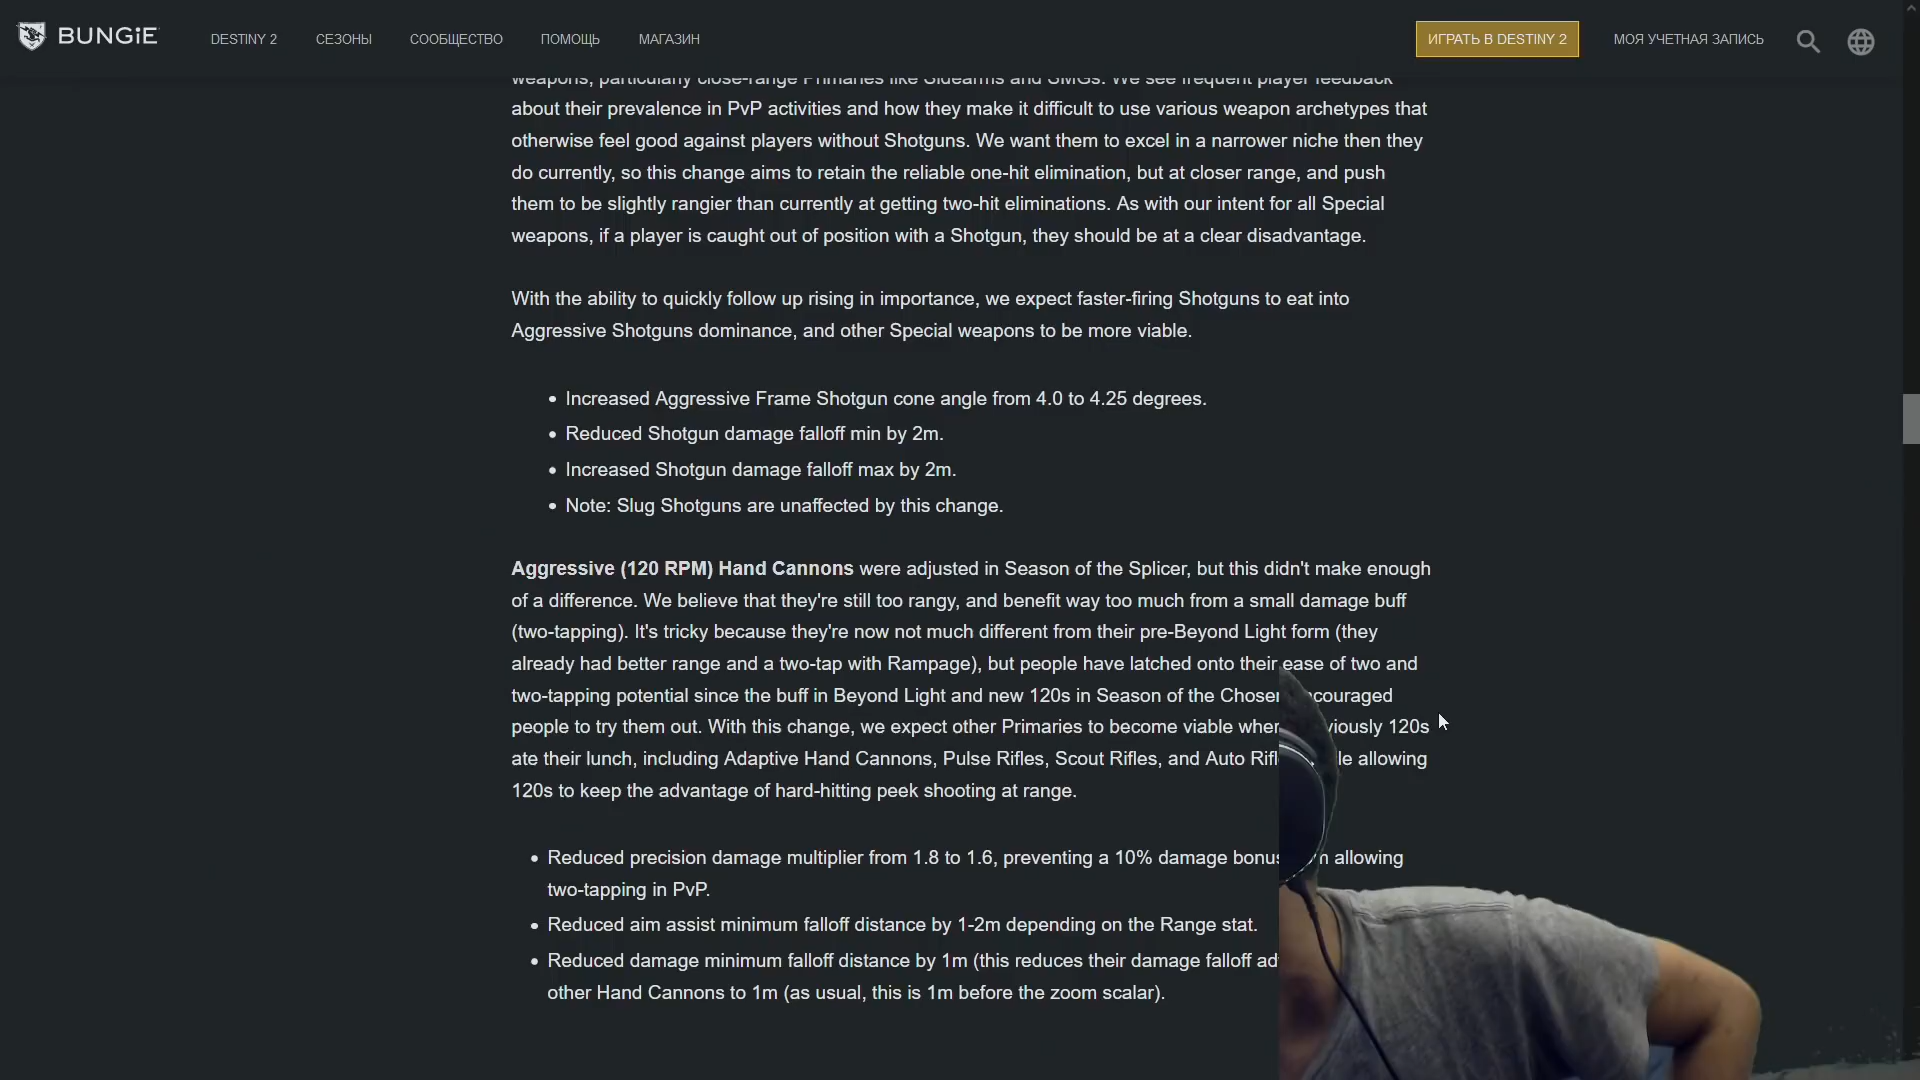 BUNGiE DESTINY 2 СЕЗОНЫ СООБЩЕСТВО ПОМОЩЬ МАГАЗИН ИГРАТЬ В DESTINY 2 МОЯ УЧЕТНАЯ ЗАПИСЬ
weapons, particularly close-range Primaries like Sidearms and SMGs. We see frequent player feedback
about their prevalence in PvP activities and how they make it difficult to use various weapon archetypes that
otherwise feel good against players without Shotguns. We want them to excel in a narrower niche then they
do currently, so this change aims to retain the reliable one-hit elimination, but at closer range, and push
them to be slightly rangier than currently at getting two-hit eliminations. As with our intent for all Special
weapons, if a player is caught out of position with a Shotgun, they should be at a clear disadvantage.
With the ability to quickly follow up rising in importance, we expect faster-firing Shotguns to eat into
Aggressive Shotguns dominance, and other Special weapons to be more viable.
• Increased Aggressive Frame Shotgun cone angle from 4.0 to 4.25 degrees.
• Reduced Shotgun damage falloff min by 2m.
• Increased Shotgun damage falloff max by 2m.
• Note: Slug Shotguns are unaffected by this change.
Aggressive (120 RPM) Hand Cannons were adjusted in Season of the Splicer, but this didn't make enough
of a difference. We believe that they're still too rangy, and benefit way too much from a small damage buff
(two-tapping). It's tricky because they're now not much different from their pre-Beyond Light form (they
already had better range and a two-tap with Rampage), but people have latched onto their ease of two and
two-tapping potential since the buff in Beyond Light and new 120s in Season of the Chosen
people to try them out. With this change, we expect other Primaries to become viable 120s
ate their lunch, including Adaptive Hand Cannons, Pulse Rifles, Scout Rifles, and Auto allowing
120s to keep the advantage of hard-hitting peek shooting at range.
• Reduced precision damage multiplier from 1.8 to 1.6, preventing a 10% damage bonus allowing
two-tapping in PvP.
• Reduced aim assist minimum falloff distance by 1-2m depending on the Range stat.
• Reduced damage minimum falloff distance by 1m (this reduces their damage falloff
other Hand Cannons to 1m (as usual, this is 1m before the zoom scalar).